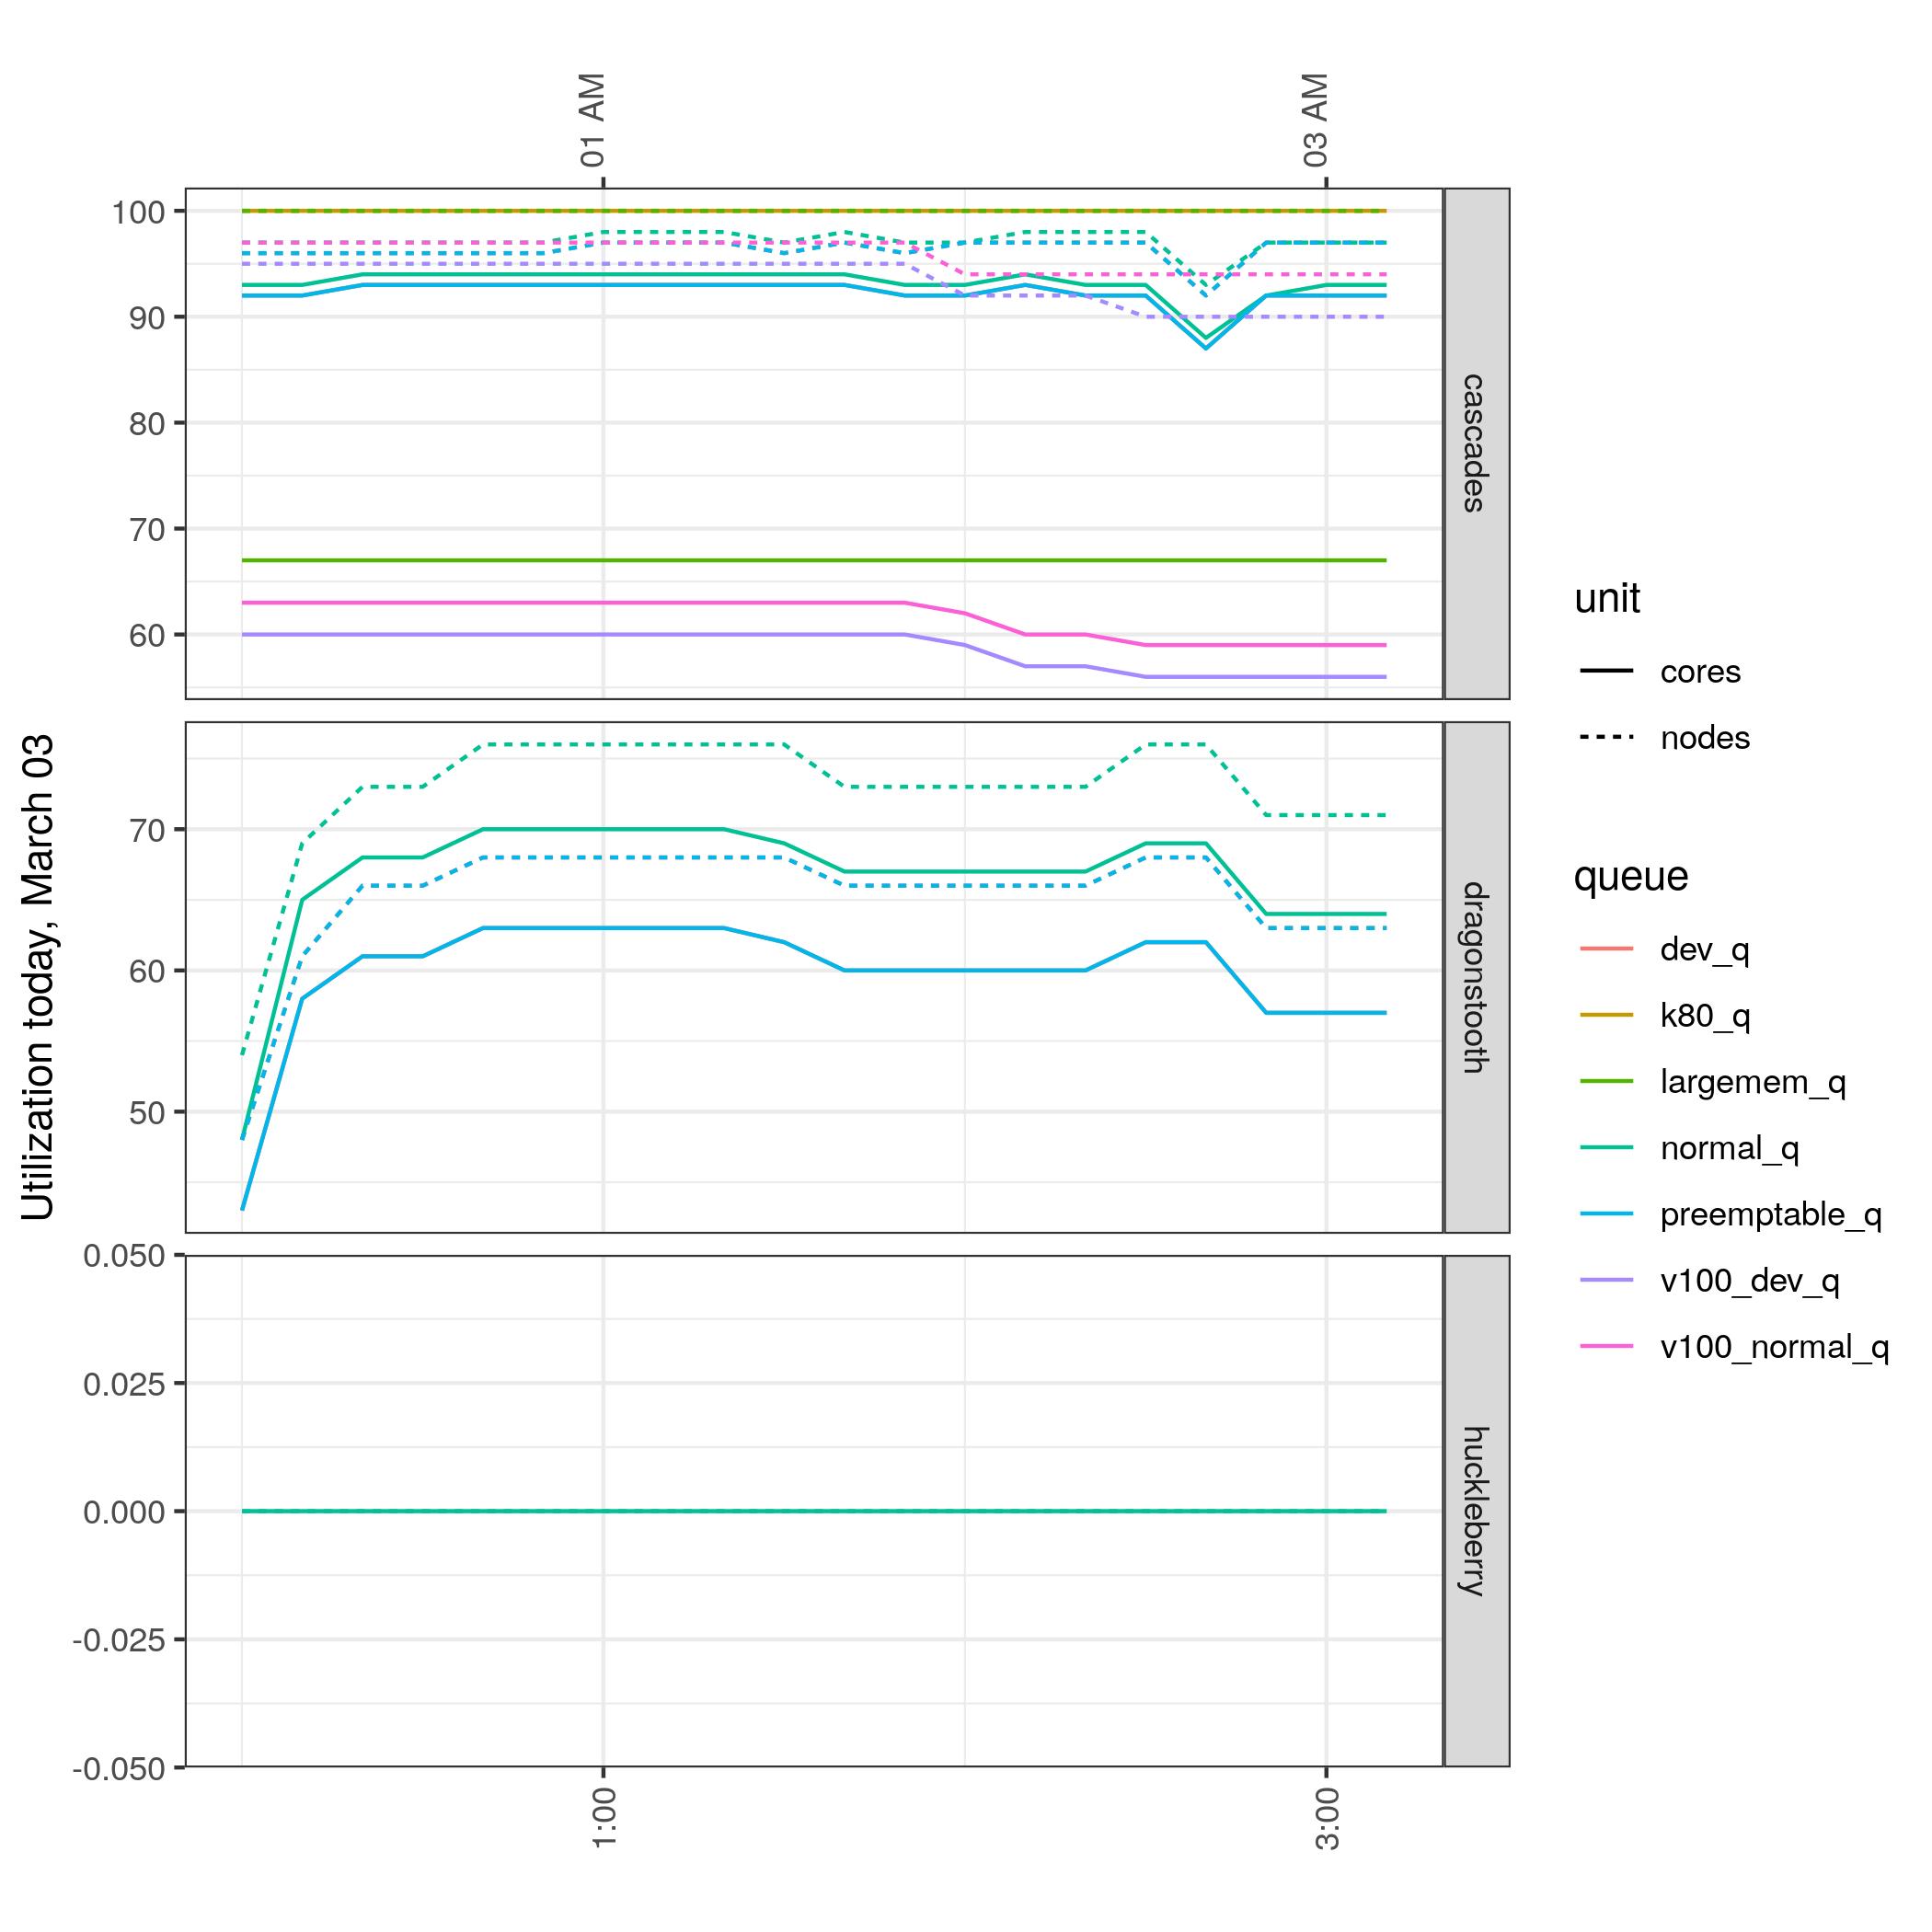 01 AM
03 AM
100
90
80
70
60
cascades
70
60
50
dragonstooth
0.050
0.025
0.000
-0.025
-0.050
huckleberry
1:00
3:00
Utilization today, March 03
unit
cores
nodes
queue
dev_q
k80_q
largemem_q
normal_q
preemptable_q
v100_dev_q
v100_normal_q